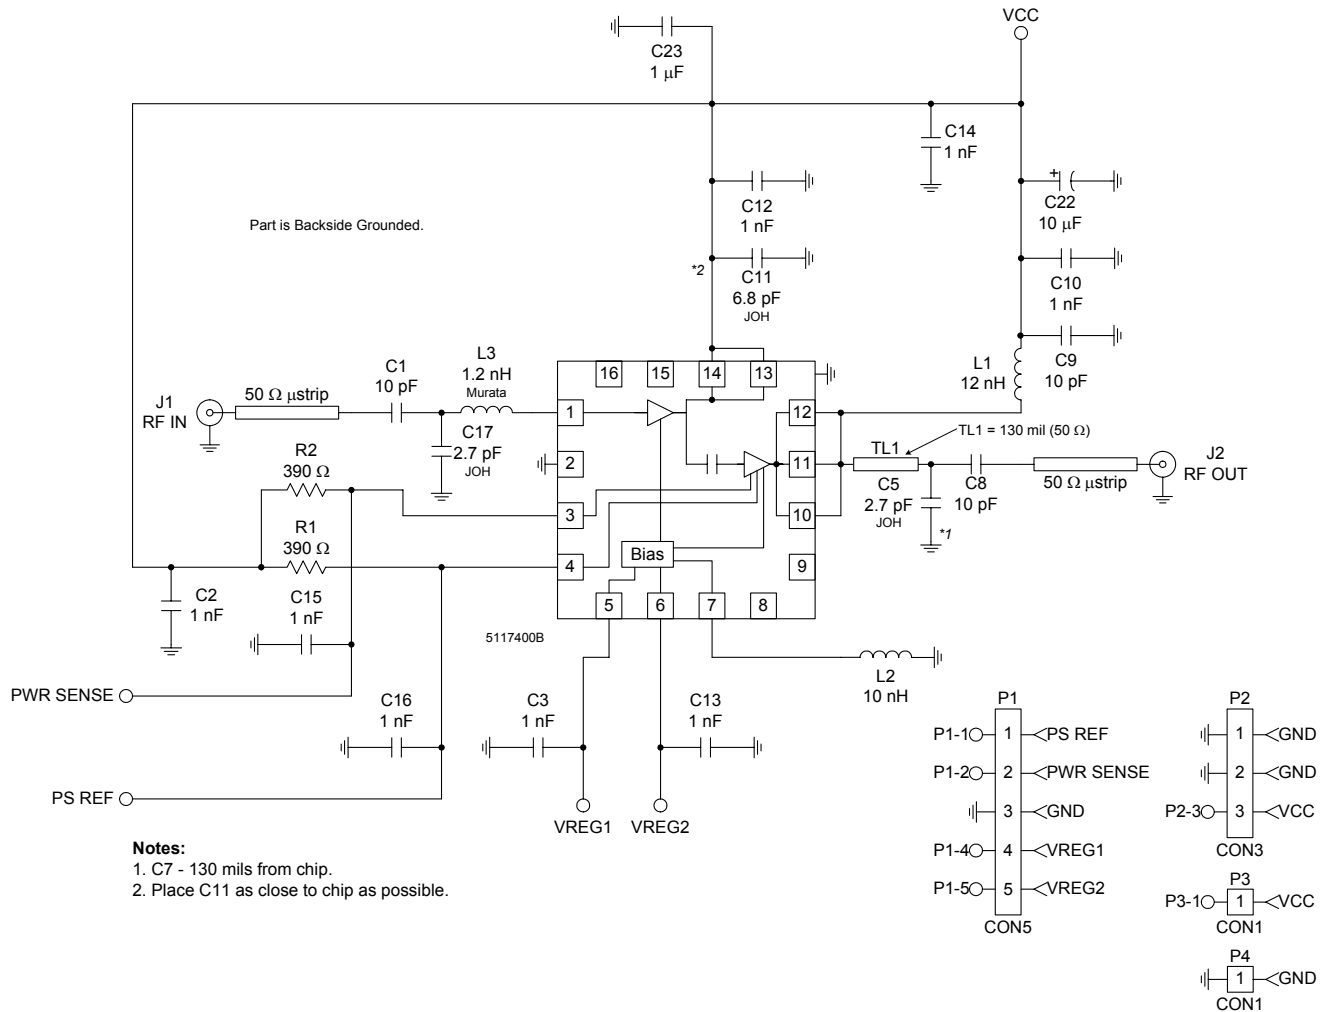 VCC
C23
1 μF
C14
1 nF
+
C12
1 nF
C22
10 μF
Part is Backside Grounded.
*2
C11
6.8 pF
JOH
C10
1 nF
L1
12 nH
C9
10 pF
J1
RF IN
50 Ω μstrip
C1
10 pF
L3
1.2 nH
Murata
16
15
14
13
1
12
C17
2.7 pF
JOH
TL1 = 130 mil (50 Ω)
2
11
TL1
J2
RF OUT
R2
390 Ω
C5
2.7 pF
JOH
C8
10 pF
50 Ω μstrip
3
10
*1
R1
390 Ω
Bias
4
9
C2
1 nF
C15
1 nF
5
6
7
8
5117400B
L2
10 nH
PWR SENSE
C16
1 nF
C3
1 nF
C13
1 nF
PS REF
VREG1
VREG2
P1
P1-1
1
PS REF
P1-2
2
PWR SENSE
3
GND
P1-4
4
VREG1
P1-5
5
VREG2
CON5
P2
1
GND
2
GND
P2-3
3
VCC
CON3
P3
P3-1
1
VCC
CON1
P4
1
GND
CON1
Notes:
1. C7 - 130 mils from chip.
2. Place C11 as close to chip as possible.